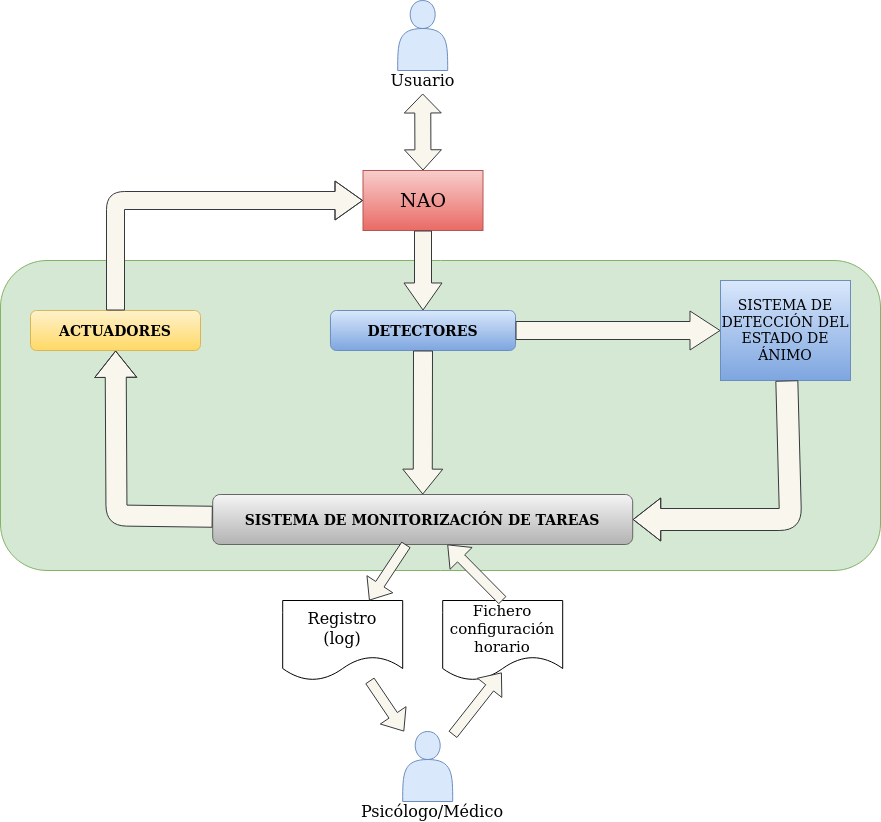 Usuario
NAO
ACTUADORES
DETECTORES
SISTEMA DE
DETECCIÓN DEL
ESTADO DE
ÁNIMO
SISTEMA DE MONITORIZACIÓN DE TAREAS
Registro
(log)
Fichero
configuración
horario
Psicólogo/Médico